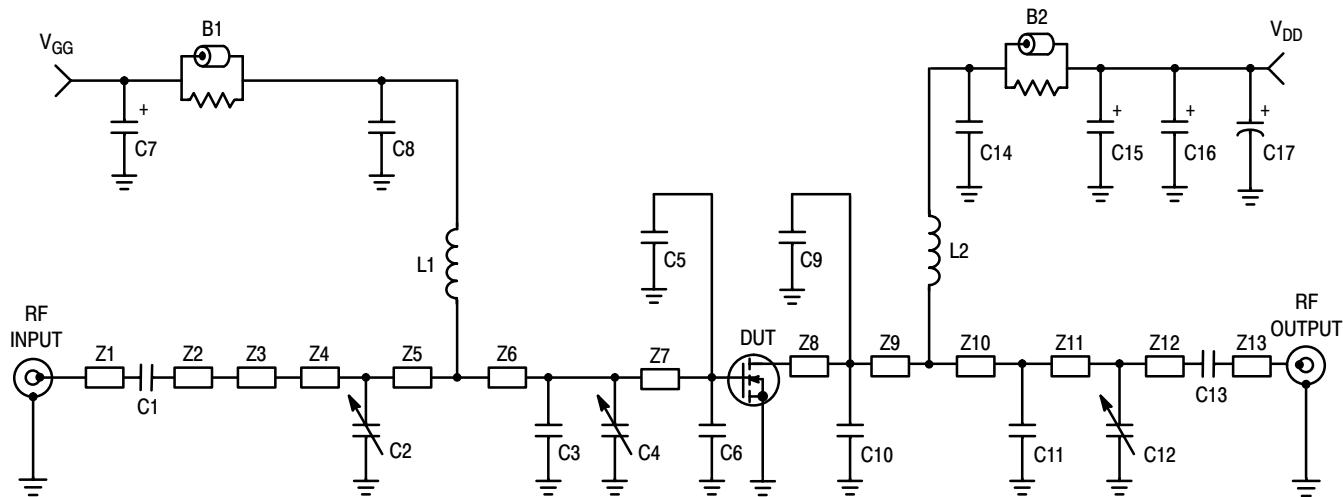 B1
B2
V_GG
V_DD
+
+
+
+
C7
C8
C14
C15
C16
C17
C5
C9
L1
L2
RF
INPUT
RF
OUTPUT
DUT
Z1
Z2
Z3
Z4
Z5
Z6
Z7
Z8
Z9
Z10
Z11
Z12
Z13
C1
C13
C2
C3
C4
C6
C10
C11
C12